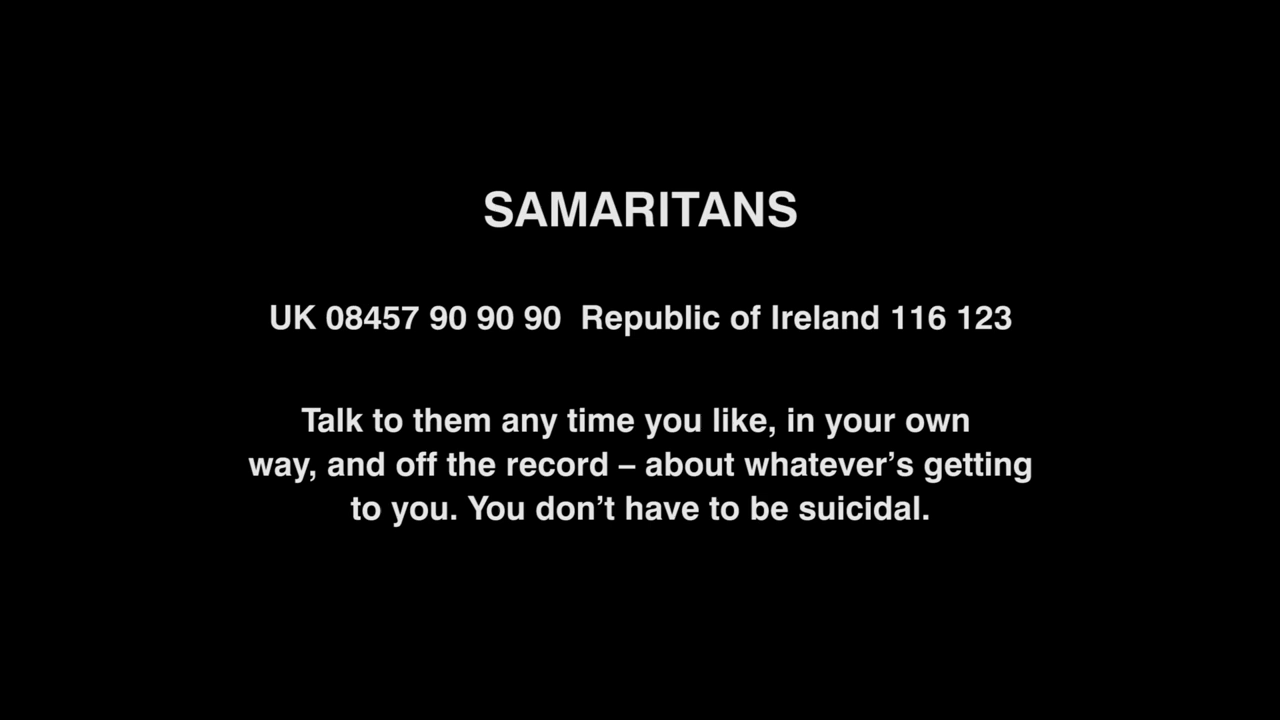 SAMARITANS
UK 08457 90 90 90  Republic of Ireland 116 123
Talk to them any time you like, in your own
way, and off the record – about whatever’s getting
to you. You don’t have to be suicidal.